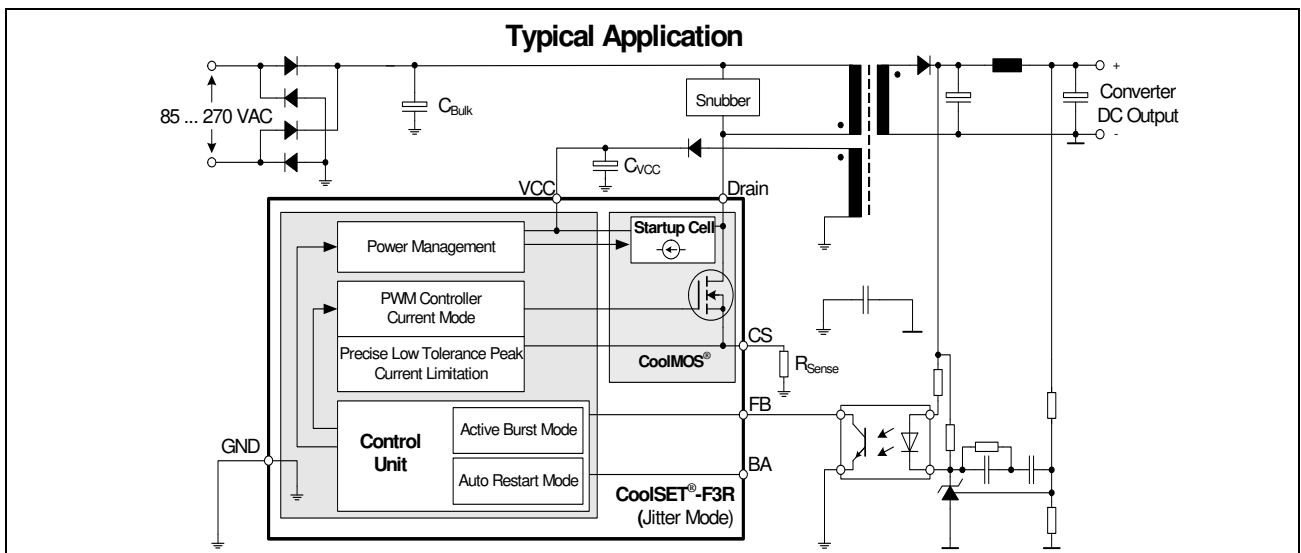 Typical Application
85 ... 270 VAC
C_Bulk
Snubber
+
Converter
DC Output
-
C_VCC
VCC
Drain
Power Management
Startup Cell
PWM Controller
Current Mode
Precise Low Tolerance Peak
Current Limitation
CoolMOS®
CS
R_Sense
FB
Control
Unit
Active Burst Mode
GND
BA
Auto Restart Mode
CoolSET®-F3R
(Jitter Mode)